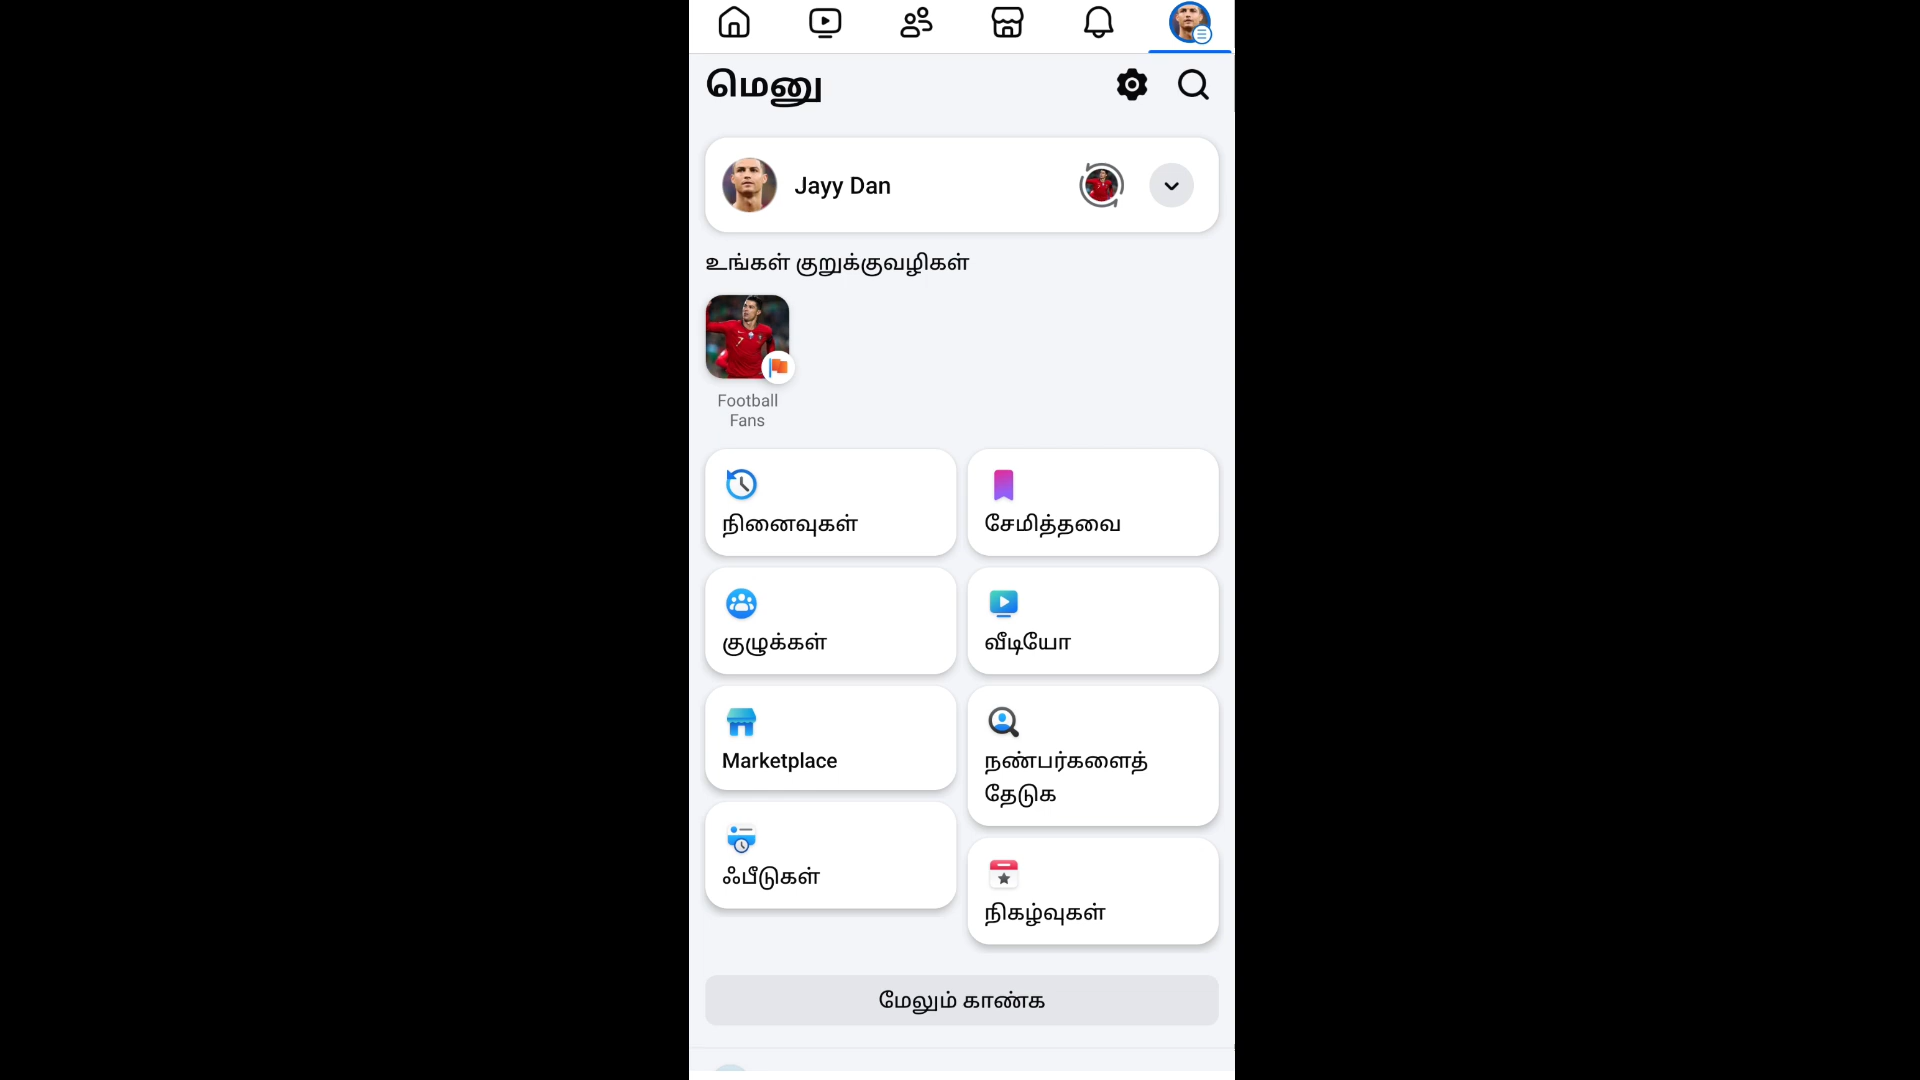 மெனு
Jayy Dan
உங்கள் குறுக்குவழிகள்
Football
Fans
நினைவுகள்
சேமித்தவை
குழுக்கள்
வீடியோ
Marketplace
நண்பர்களைத்
தேடுக
ஃபீடுகள்
நிகழ்வுகள்
மேலும் காண்க